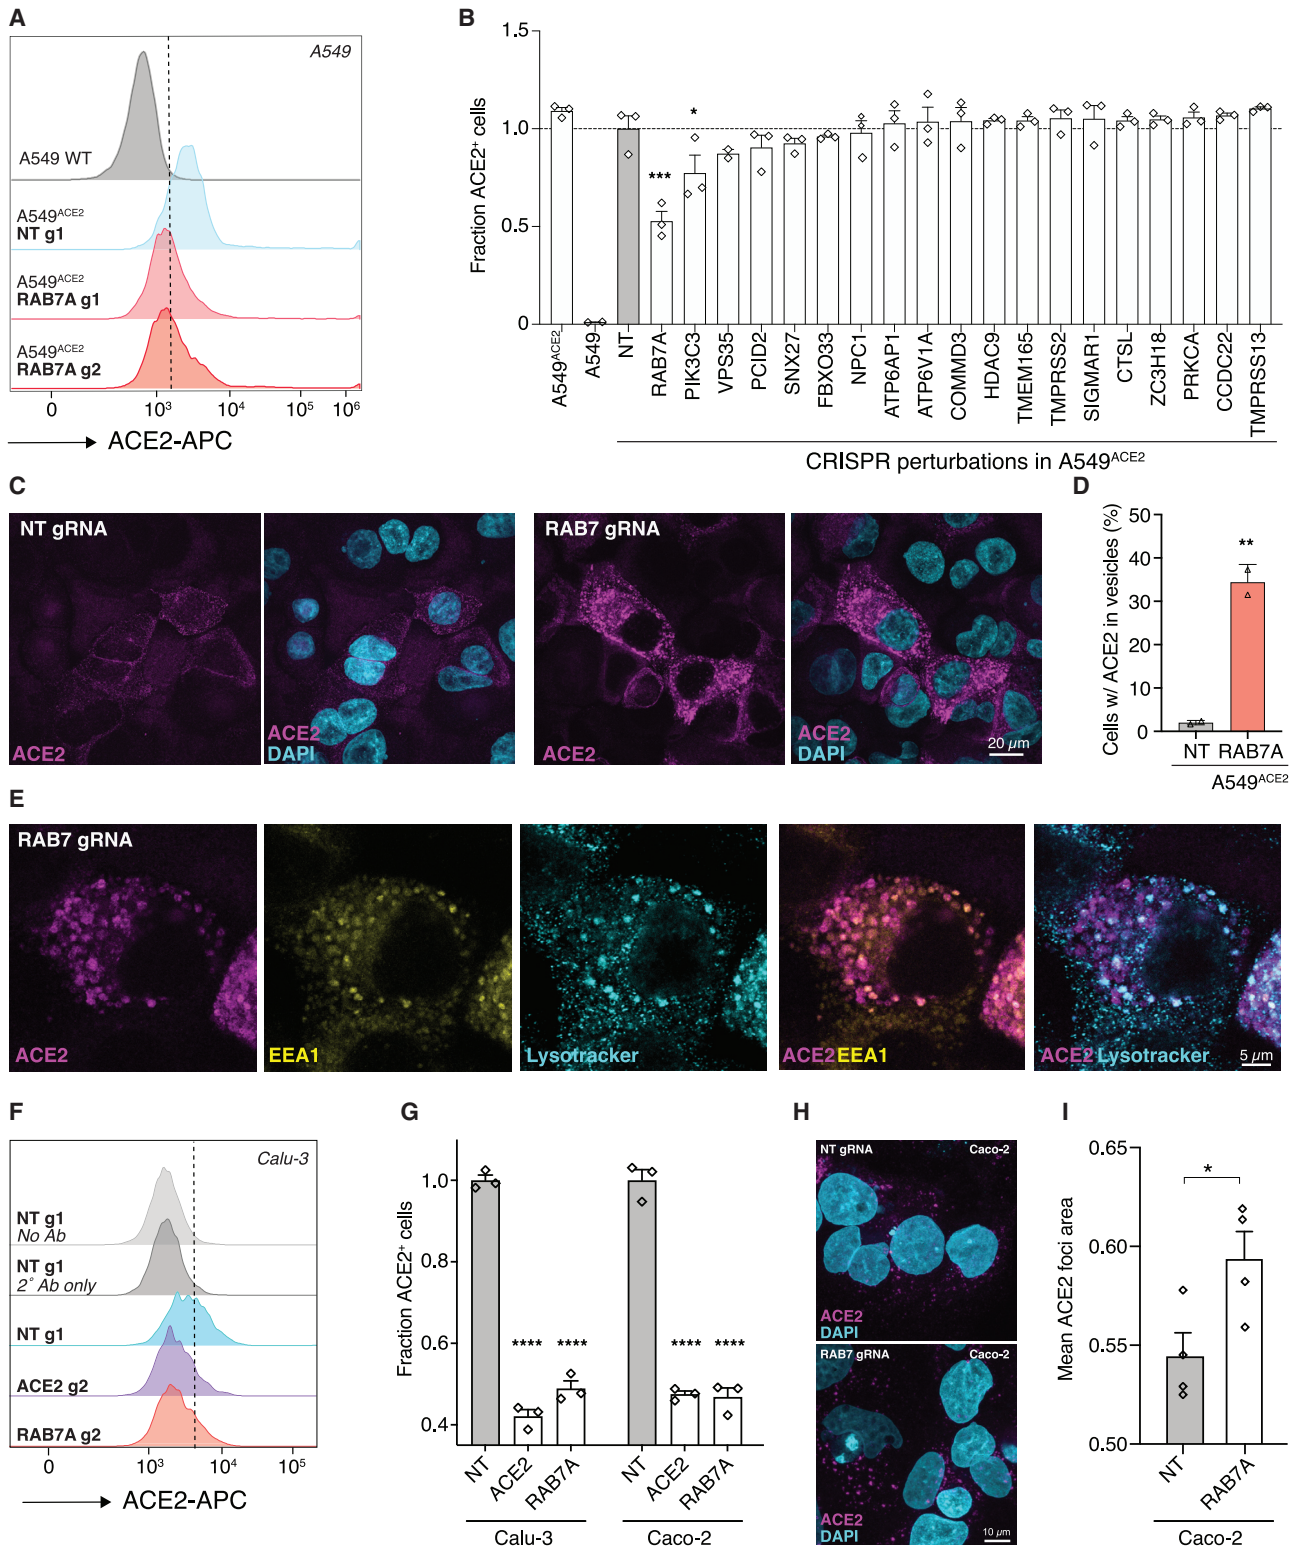 A
A549
A549 WT
A549ACE2
NT g1
A549ACE2
RAB7A g1
A549ACE2
RAB7A g2
0 10³ 10⁴ 10⁵ 10⁶
ACE2-APC
B
Fraction ACE2⁺ cells
1.5
1.0
0.5
0
***
*
A549ACE2
A549
NT
RAB7A
PIK3C3
VPS35
PCID2
SNX27
FBXO33
NPC1
ATP6AP1
ATP6V1A
COMMD3
HDAC9
TMEM165
TMPRSS2
SIGMAR1
CTSL
ZC3H18
PRKCA
CCDC22
TMPRSS13
CRISPR perturbations in A549ACE2
C
NT gRNA
ACE2
ACE2
DAPI
RAB7 gRNA
ACE2
ACE2
DAPI
20 µm
D
Cells w/ ACE2 in vesicles (%)
50
40
30
20
10
0
**
NT RAB7A
A549ACE2
E
RAB7 gRNA
ACE2
EEA1
Lysotracker
ACE2 EEA1
ACE2 Lysotracker
5 µm
F
Calu-3
NT g1
No Ab
NT g1
2° Ab only
NT g1
ACE2 g2
RAB7A g2
0 10³ 10⁴ 10⁵
ACE2-APC
G
Fraction ACE2⁺ cells
1.0
0.8
0.6
0.4
**** ****
**** ****
NT
ACE2
RAB7A
NT
ACE2
RAB7A
Calu-3
Caco-2
H
NT gRNA Caco-2
ACE2
DAPI
RAB7 gRNA Caco-2
ACE2
DAPI
10 µm
I
Mean ACE2 foci area
0.65
0.60
0.55
0.50
*
NT
RAB7A
Caco-2